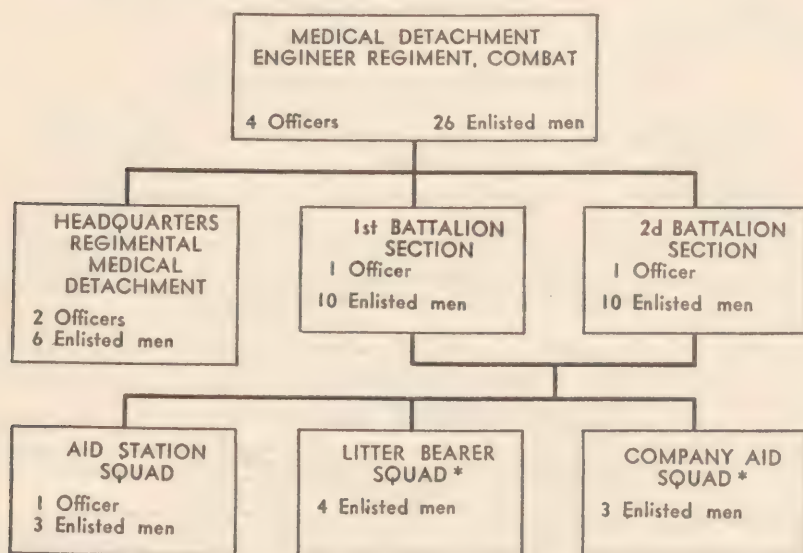 MEDICAL DETACHMENT
ENGINEER REGIMENT, COMBAT
4 Officers 26 Enlisted men
HEADQUARTERS
REGIMENTAL
MEDICAL
DETACHMENT
2 Officers
6 Enlisted men
1st BATTALION
SECTION
1 Officer
10 Enlisted men
2d BATTALION
SECTION
1 Officer
10 Enlisted men
AID STATION
SQUAD
1 Officer
3 Enlisted men
LITTER BEARER
SQUAD *
4 Enlisted men
COMPANY AID
SQUAD *
3 Enlisted men